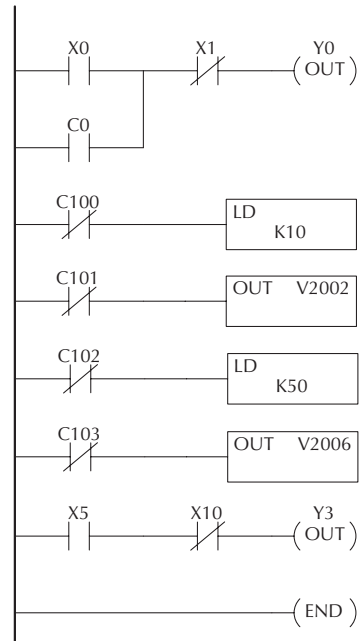 X0 X1 Y0
OUT
C0
C100
LD
K10
C101
OUT V2002
C102
LD
K50
C103
OUT V2006
X5 X10 Y3
OUT
END